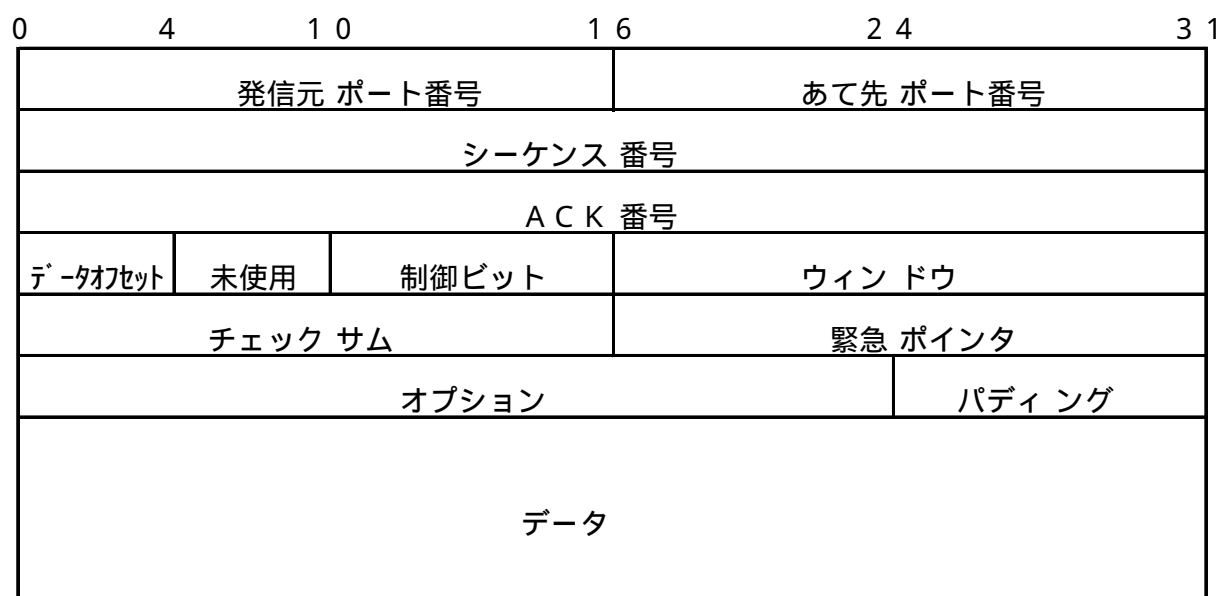 0 4 10 16 24 31
発信元 ポート番号 あて先 ポート番号
シーケンス 番号
ACK 番号
ﾃﾞｰﾀｵﾌｾｯﾄ 未使用 制御ビット ウィン ドウ
チェック サム 緊急 ポインタ
オプション パディ ング
データ